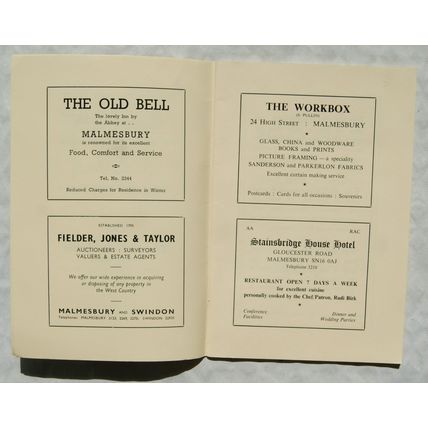 THE OLD BELL
The lovely Inn by
the Abbey at . .
MALMESBURY
is renowned for its excellent
Food, Comfort and Service
Tel. No. 2344
Reduced Charges for Residence in Winter
ESTABLISHED
FIELDER, JONES & TAYLOR
AUCTIONEERS : SURVEYORS
VALUERS & ESTATE AGENTS
We offer our wide experience in acquiring
or disposing of any property in
the West Country
MALMESBURY AND SWINDON
Telephones: MALMESBURY SWINDON
THE WORKBOX
(S. PULLIN)
24 HIGH STREET : MALMESBURY
GLASS, CHINA and WOODWARE
BOOKS and PRINTS
PICTURE FRAMING — a speciality
SANDERSON and PARKERLON FABRICS
Excellent curtain making service
Postcards : Cards for all occasions : Souvenirs
AA RAC
Stainsbridge House Hotel
GLOUCESTER ROAD
MALMESBURY SN16 0AJ
Telephone 3210
RESTAURANT OPEN 7 DAYS A WEEK
for excellent cuisine
personally cooked by the Chef Patron, Rudi Birk
Conference
Facilities
Dinner and
Wedding Parties